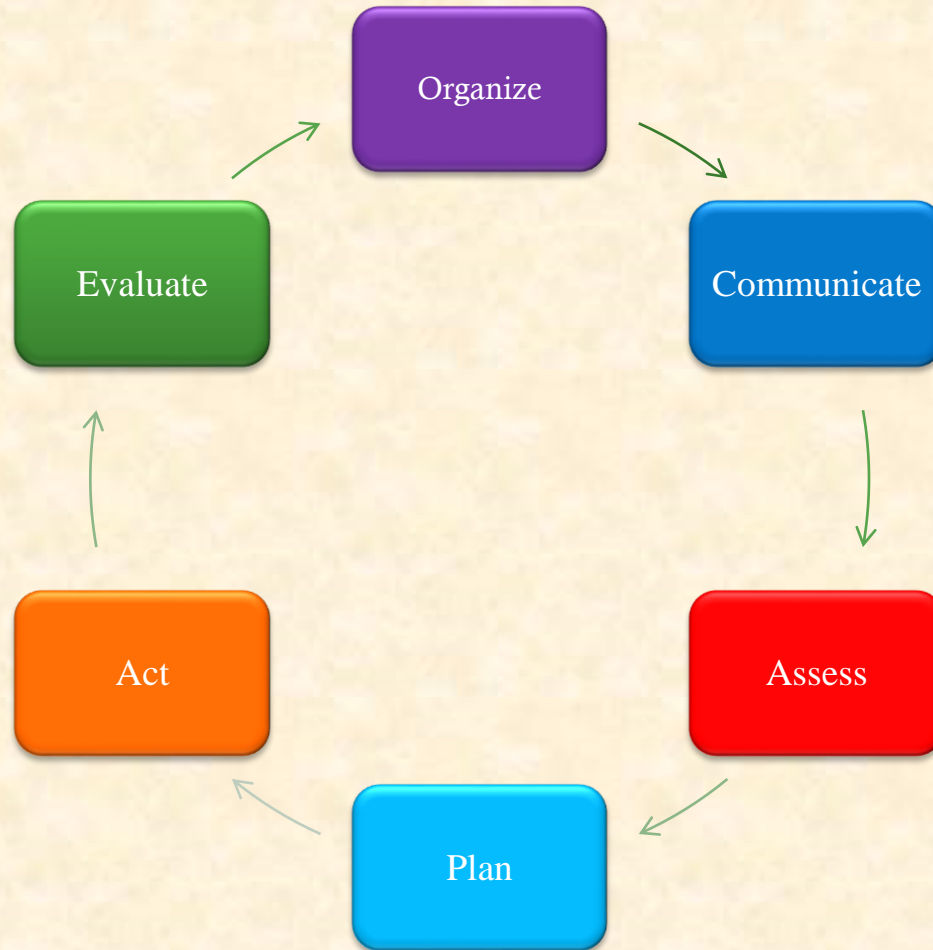 Organize
Communicate
Assess
Plan
Act
Evaluate